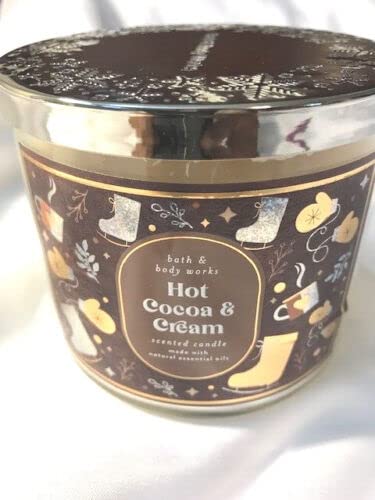 bath &
body works
Hot
Cocoa &
Cream
scented candle
made with
natural essential oils